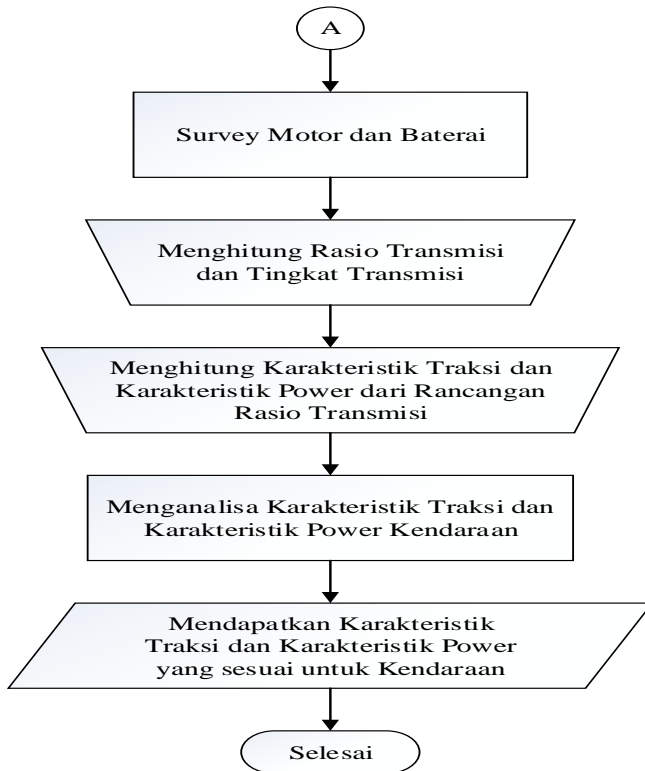 A
Survey Motor dan Baterai
Menghitung Rasio Transmisi
dan Tingkat Transmisi
Menghitung Karakteristik Traksi dan
Karakteristik Power dari Rancangan
Rasio Transmisi
Menganalisa Karakteristik Traksi dan
Karakteristik Power Kendaraan
Mendapatkan Karakteristik
Traksi dan Karakteristik Power
yang sesuai untuk Kendaraan
Selesai